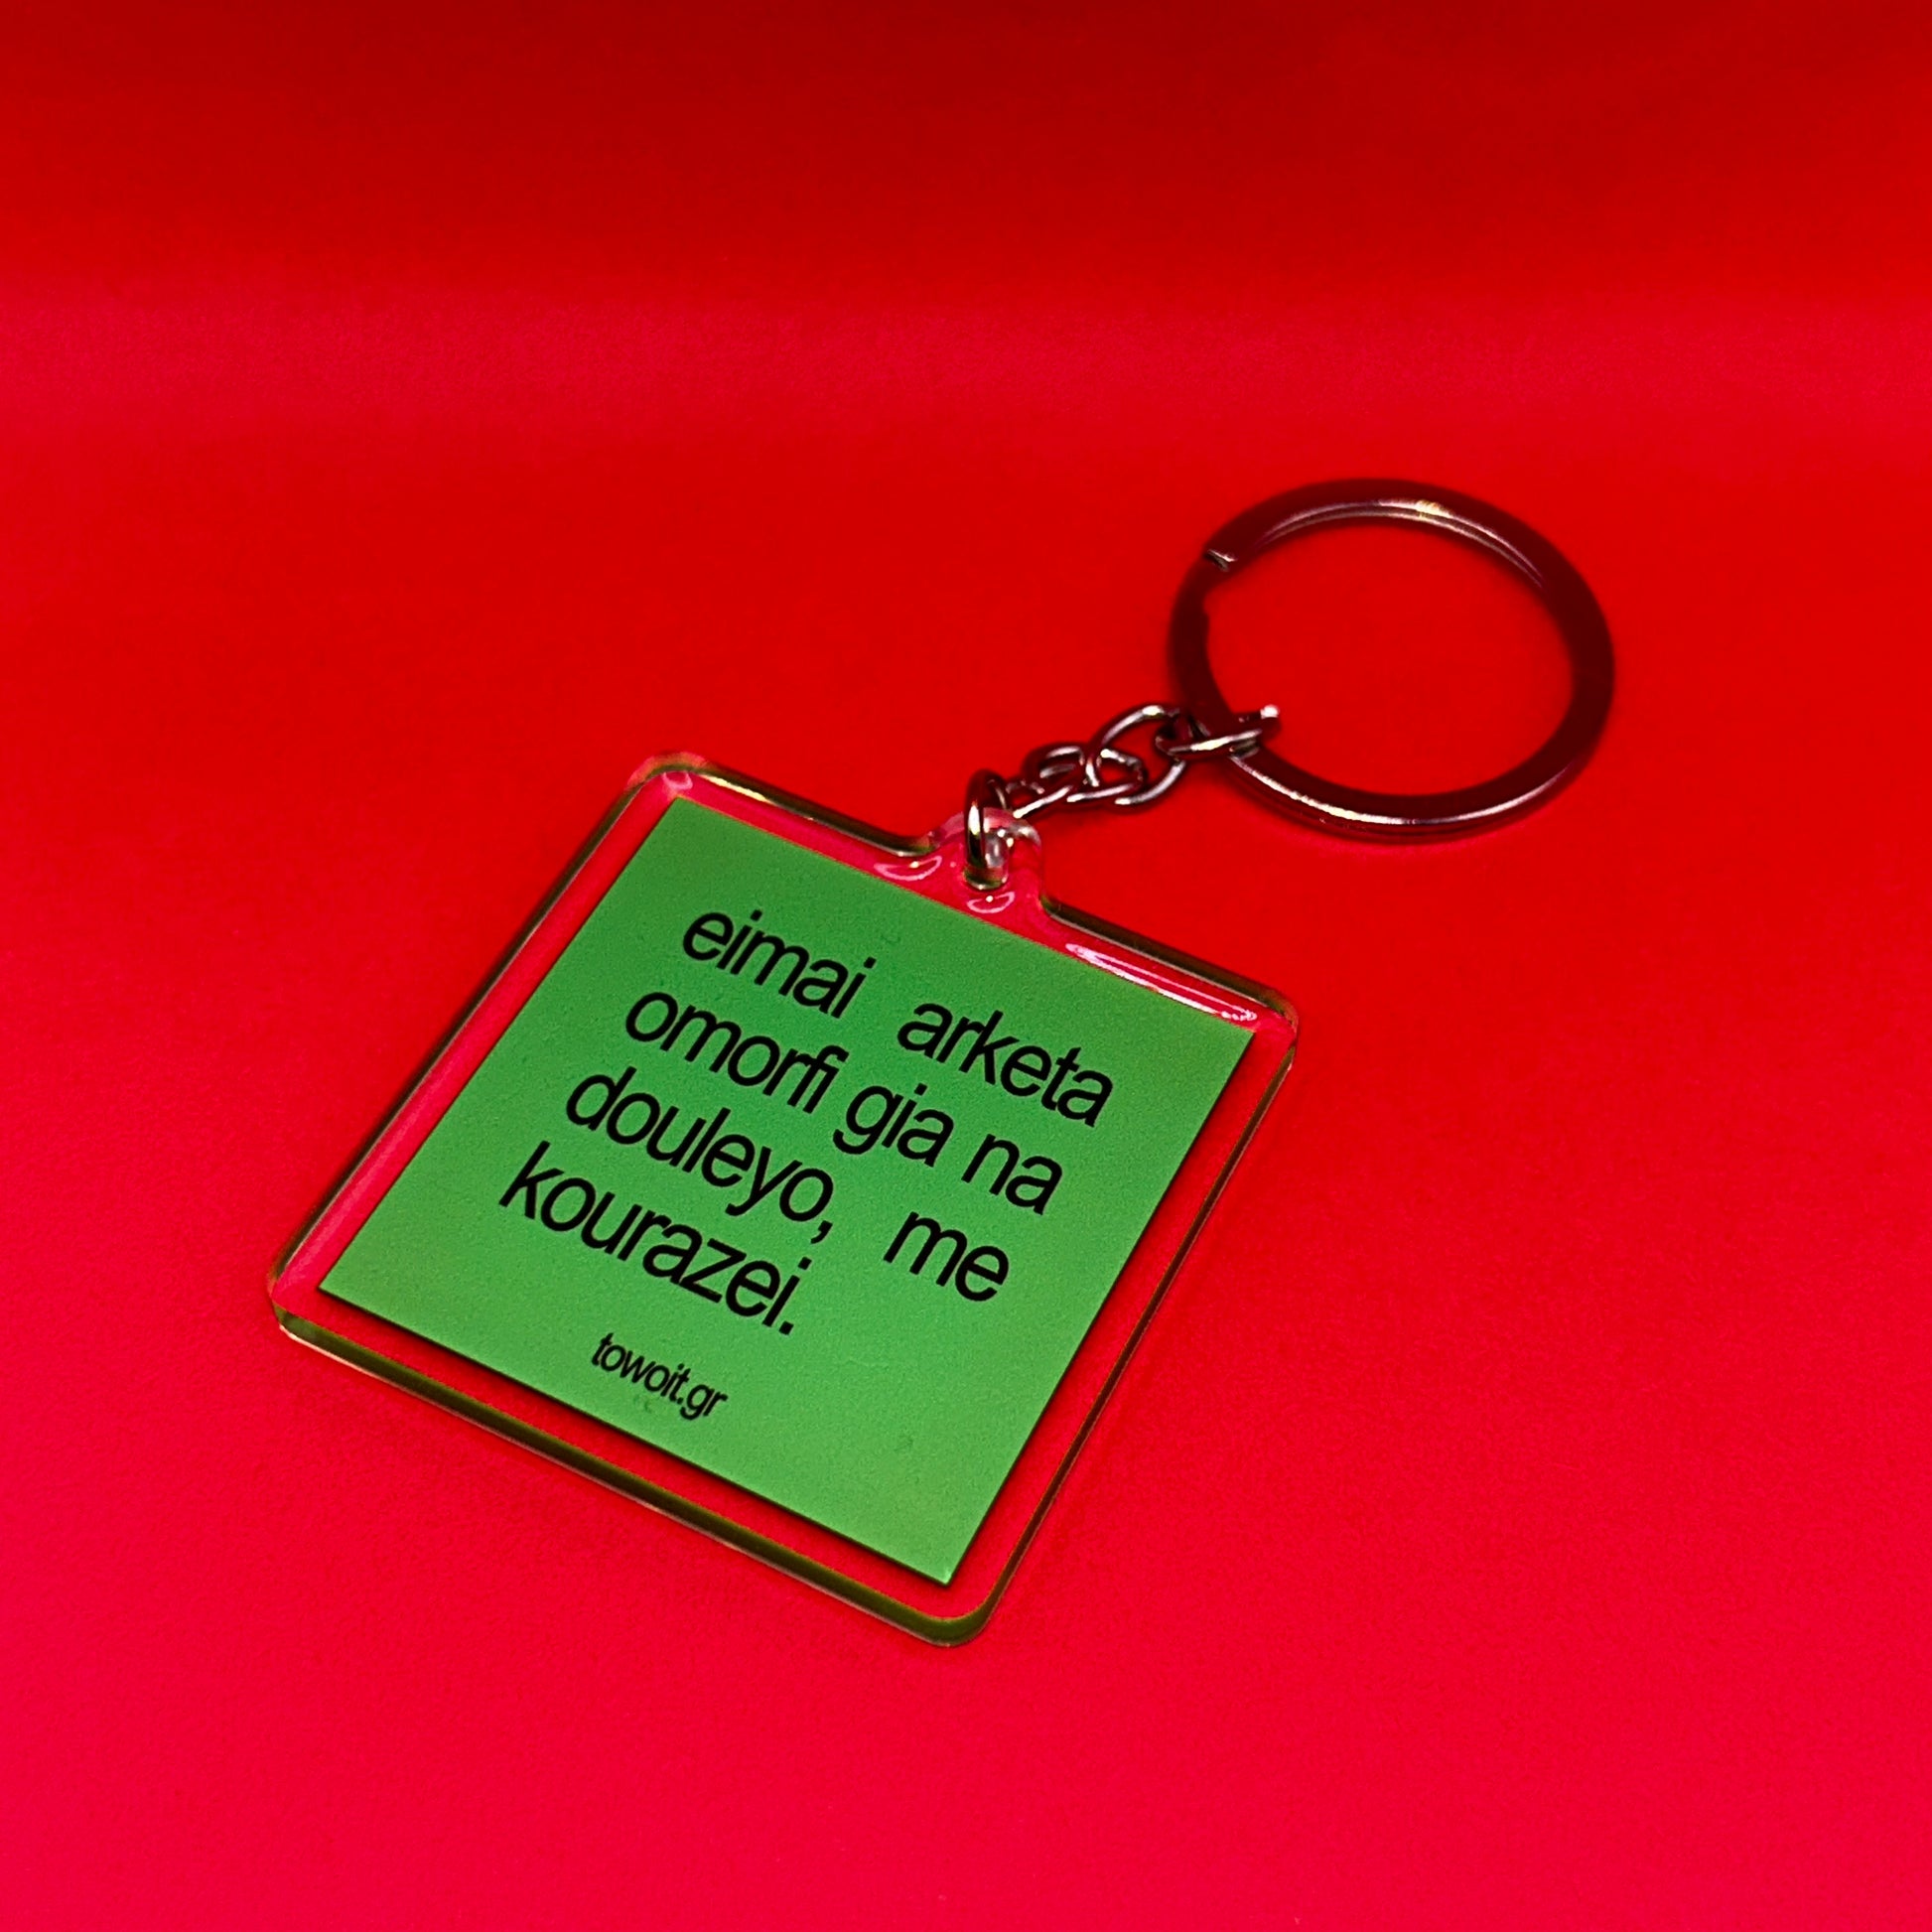 eimai arketa
omorfi gia na
douleyo, me
kourazei.
towoit.gr